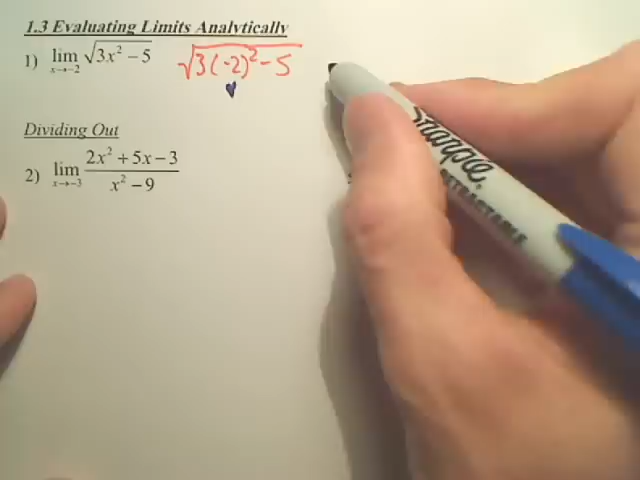 1.3 Evaluating Limits Analytically
1) lim x→-2 √(3x² - 5) √(3(-2)² - 5)
Dividing Out
2) lim x→-3 (2x² + 5x - 3)/(x² - 9)
Sharpie.
RETRACTABLE